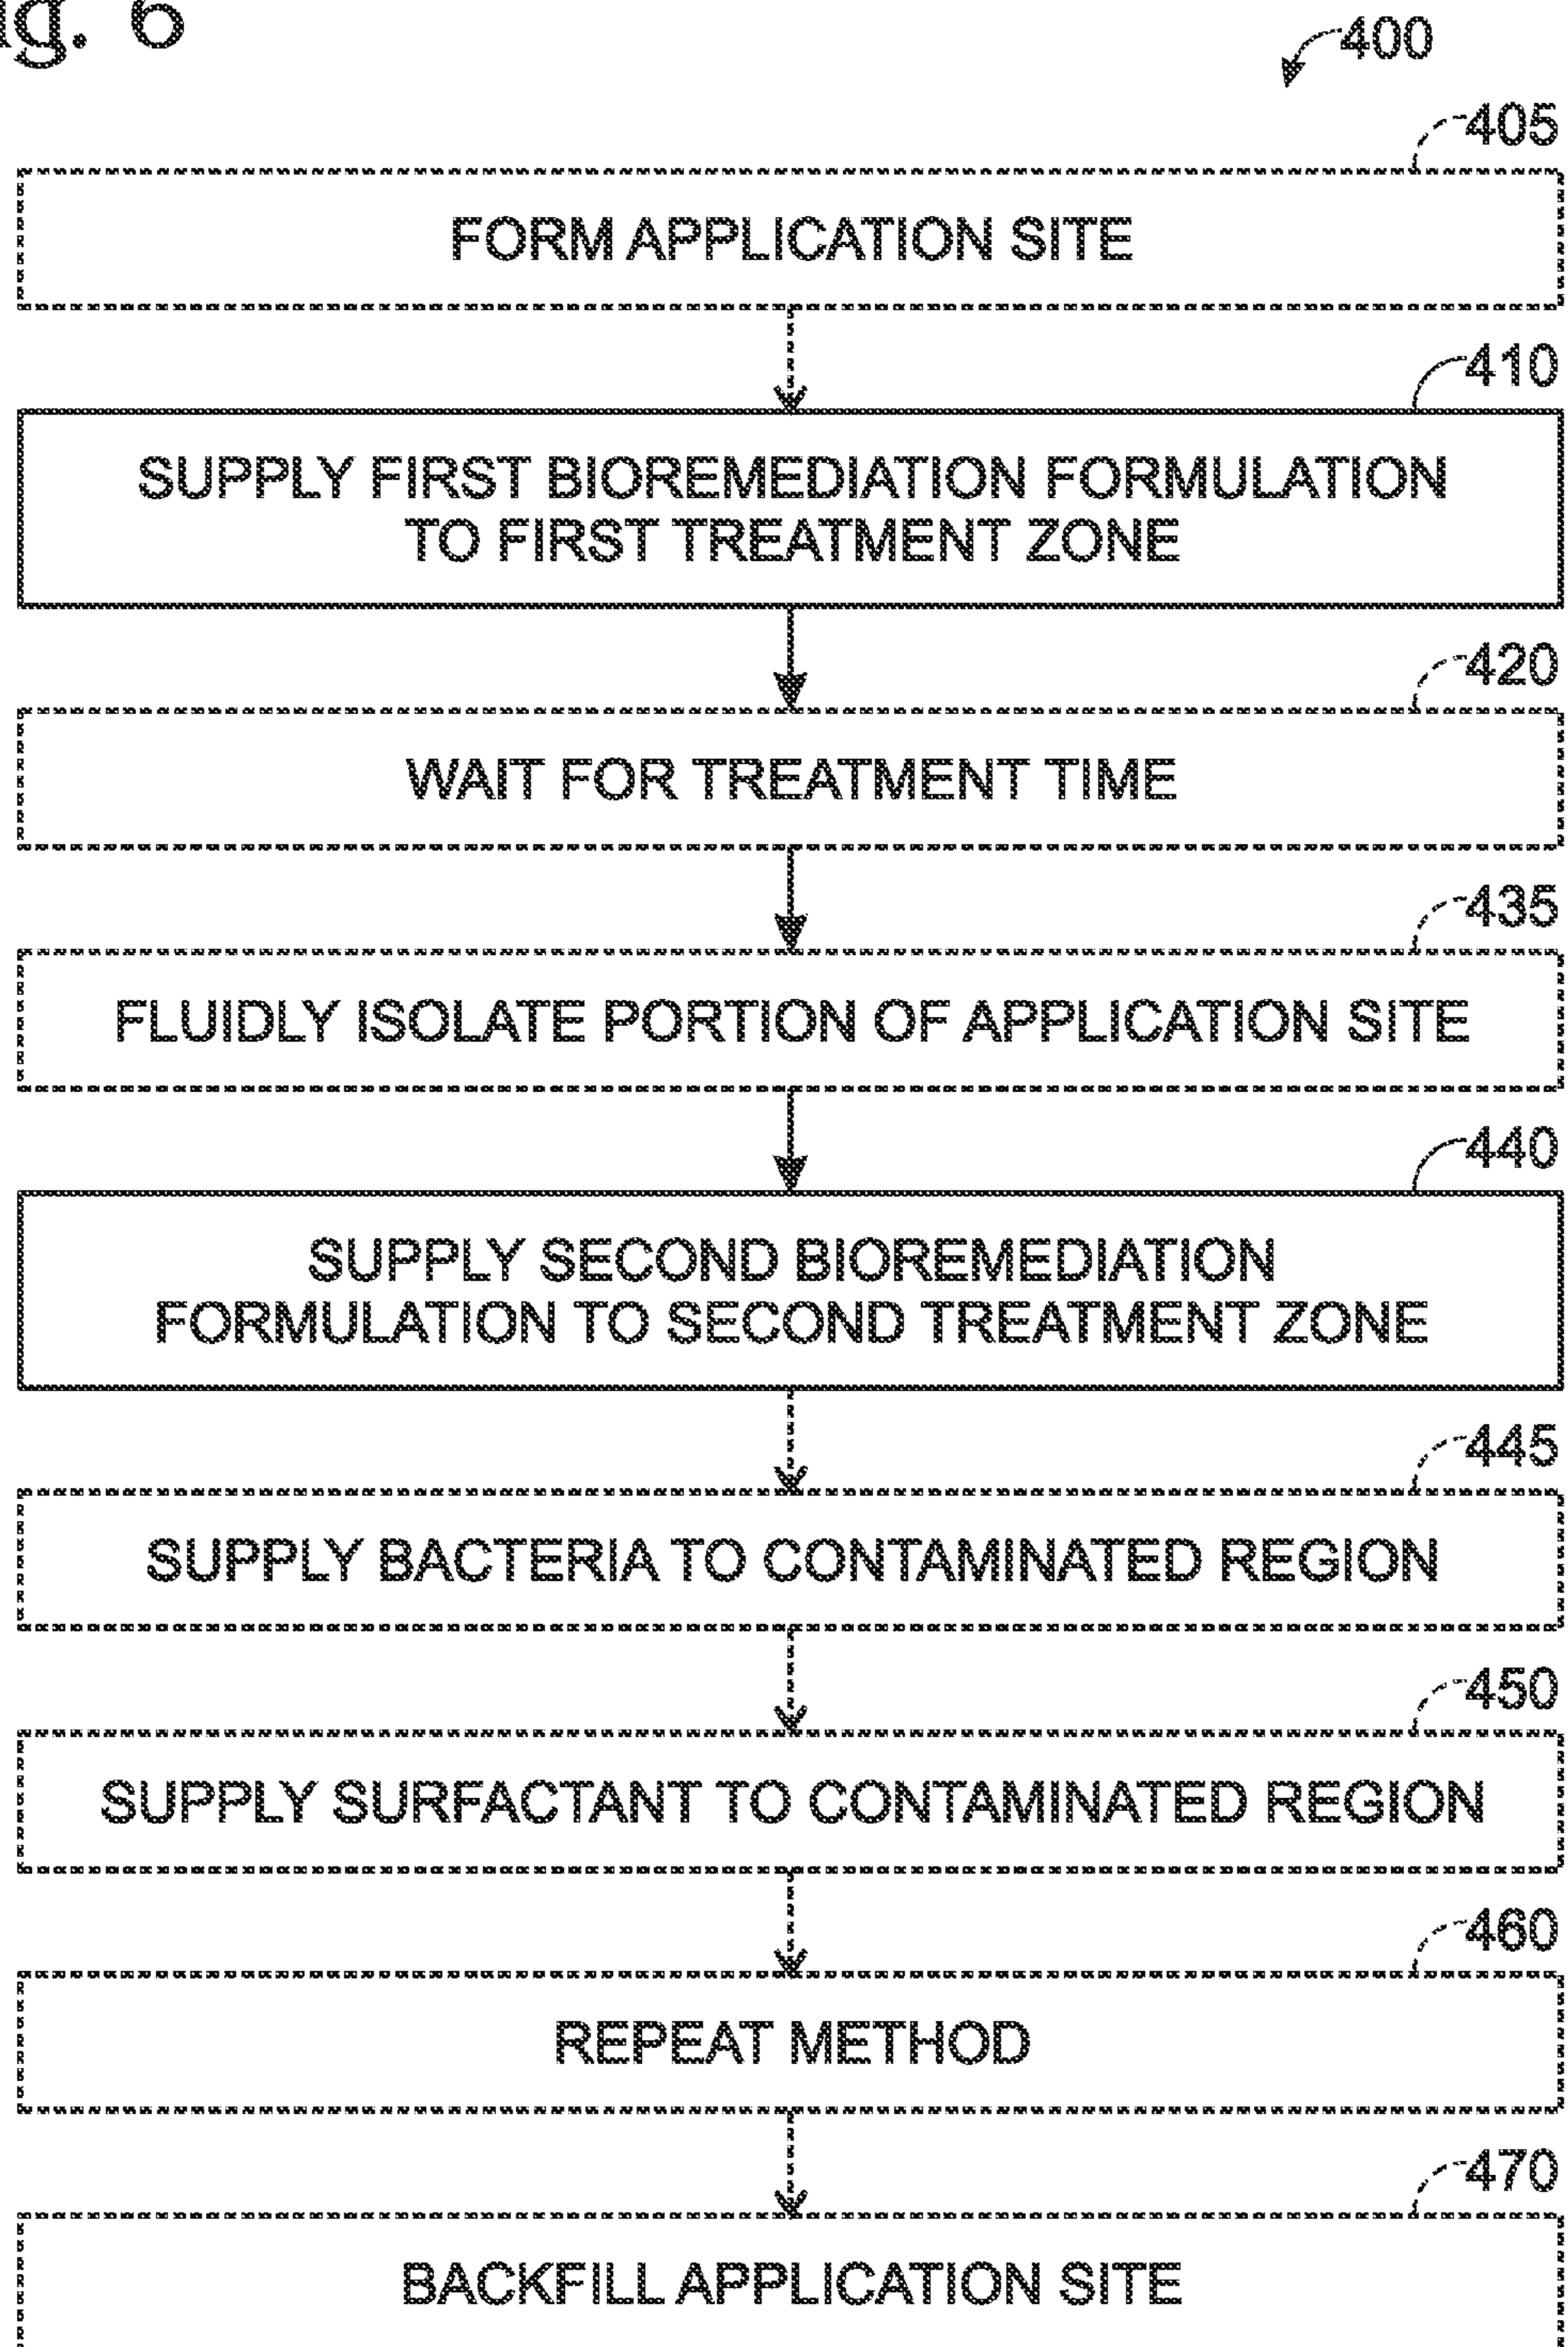 g. 6
400
405
FORM APPLICATION SITE
410
SUPPLY FIRST BIOREMEDIATION FORMULATION
TO FIRST TREATMENT ZONE
420
WAIT FOR TREATMENT TIME
435
FLUIDLY ISOLATE PORTION OF APPLICATION SITE
440
SUPPLY SECOND BIOREMEDIATION
FORMULATION TO SECOND TREATMENT ZONE
445
SUPPLY BACTERIA TO CONTAMINATED REGION
450
SUPPLY SURFACTANT TO CONTAMINATED REGION
460
REPEAT METHOD
470
BACKFILL APPLICATION SITE